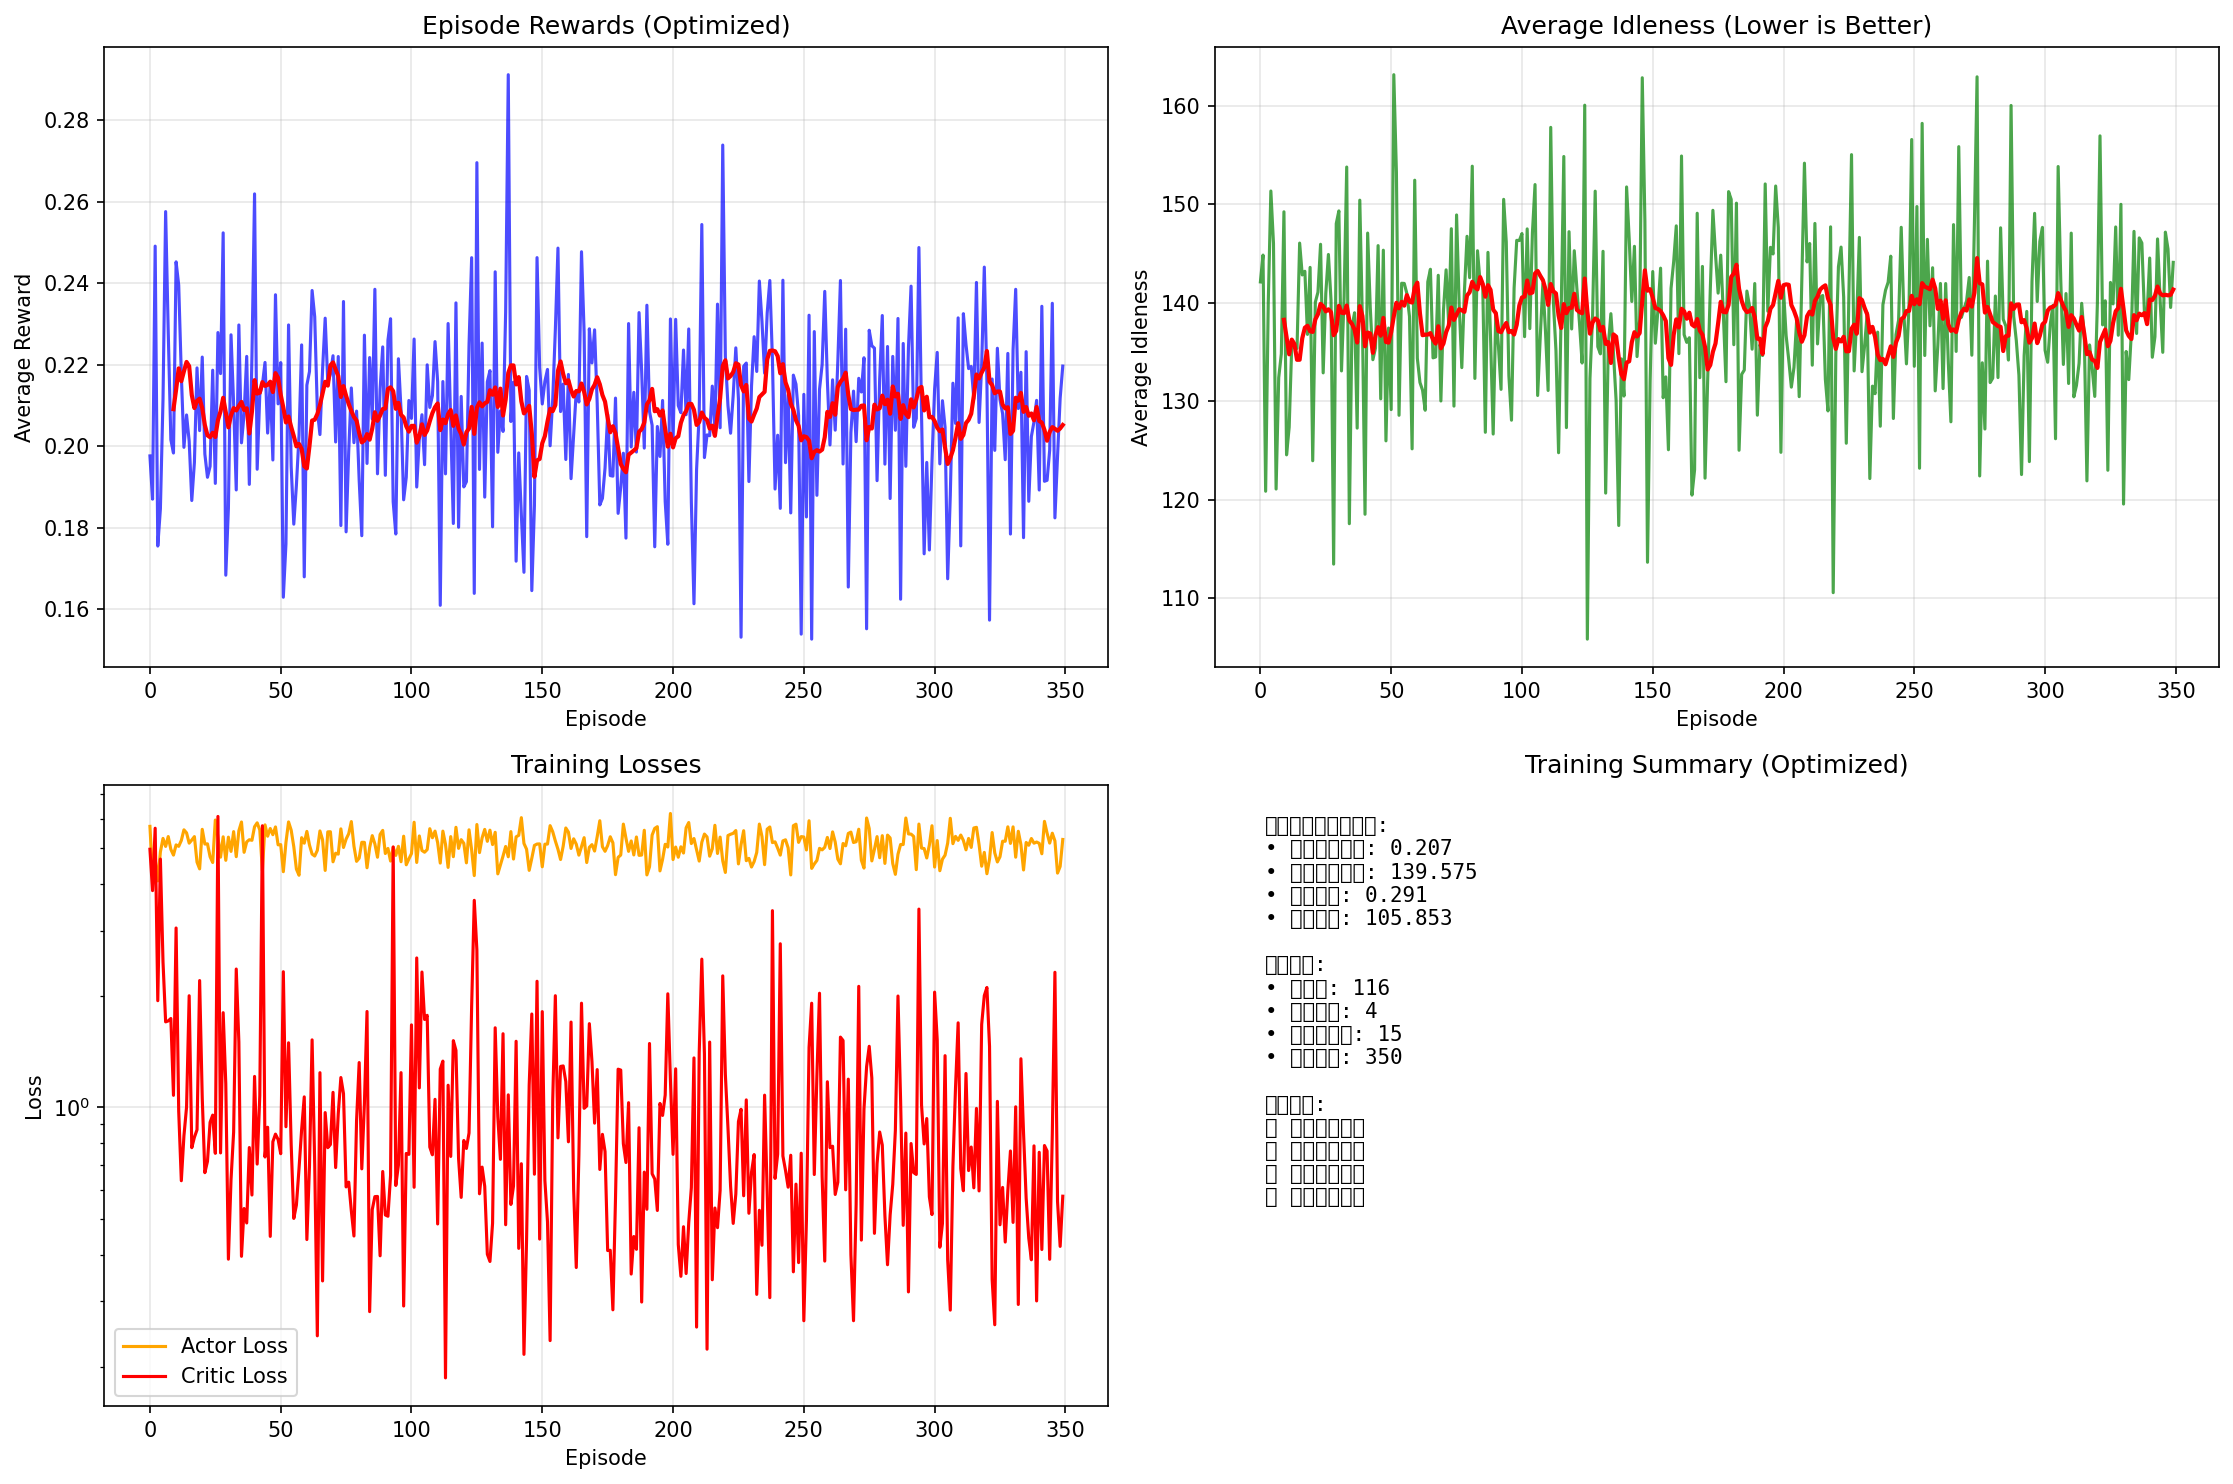 Episode Rewards (Optimized)
Average Reward
0.28
0.26
0.24
0.22
0.20
0.18
0.16
0 50 100 150 200 250 300 350
Episode
Average Idleness (Lower is Better)
Average Idleness
160
150
140
130
120
110
0 50 100 150 200 250 300 350
Episode
Training Losses
Loss
10⁰
Actor Loss
Critic Loss
0 50 100 150 200 250 300 350
Episode
Training Summary (Optimized)
:
• : 0.207
• : 139.575
• : 0.291
• : 105.853
:
• : 116
• : 4
• : 15
• : 350
: